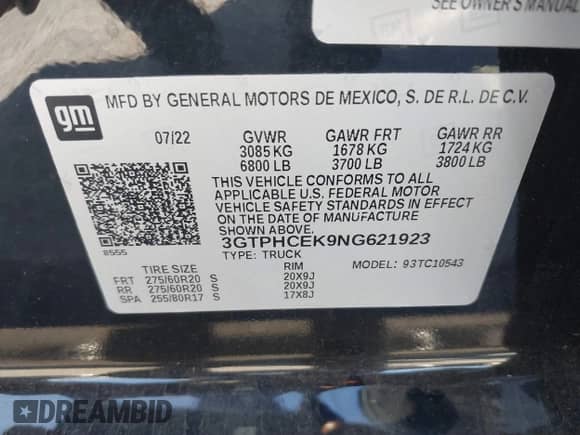 SEE OWNER'S MANUAL
gm
MFD BY GENERAL MOTORS DE MEXICO, S. DE R.L. DE C.V.
07/22 GVWR GAWR FRT GAWR RR
3085 KG 1678 KG 1724 KG
6800 LB 3700 LB 3800 LB
THIS VEHICLE CONFORMS TO ALL
APPLICABLE U.S. FEDERAL MOTOR
VEHICLE SAFETY STANDARDS IN EFFECT
ON THE DATE OF MANUFACTURE
SHOWN ABOVE.
3GTPHCEK9NG621923
TYPE: TRUCK MODEL: 93TC10543
8555
TIRE SIZE RIM
FRT 275/60R20 S 20X9J
RR 275/60R20 S 20X9J
SPA 255/80R17 S 17X8J
DREAMBID